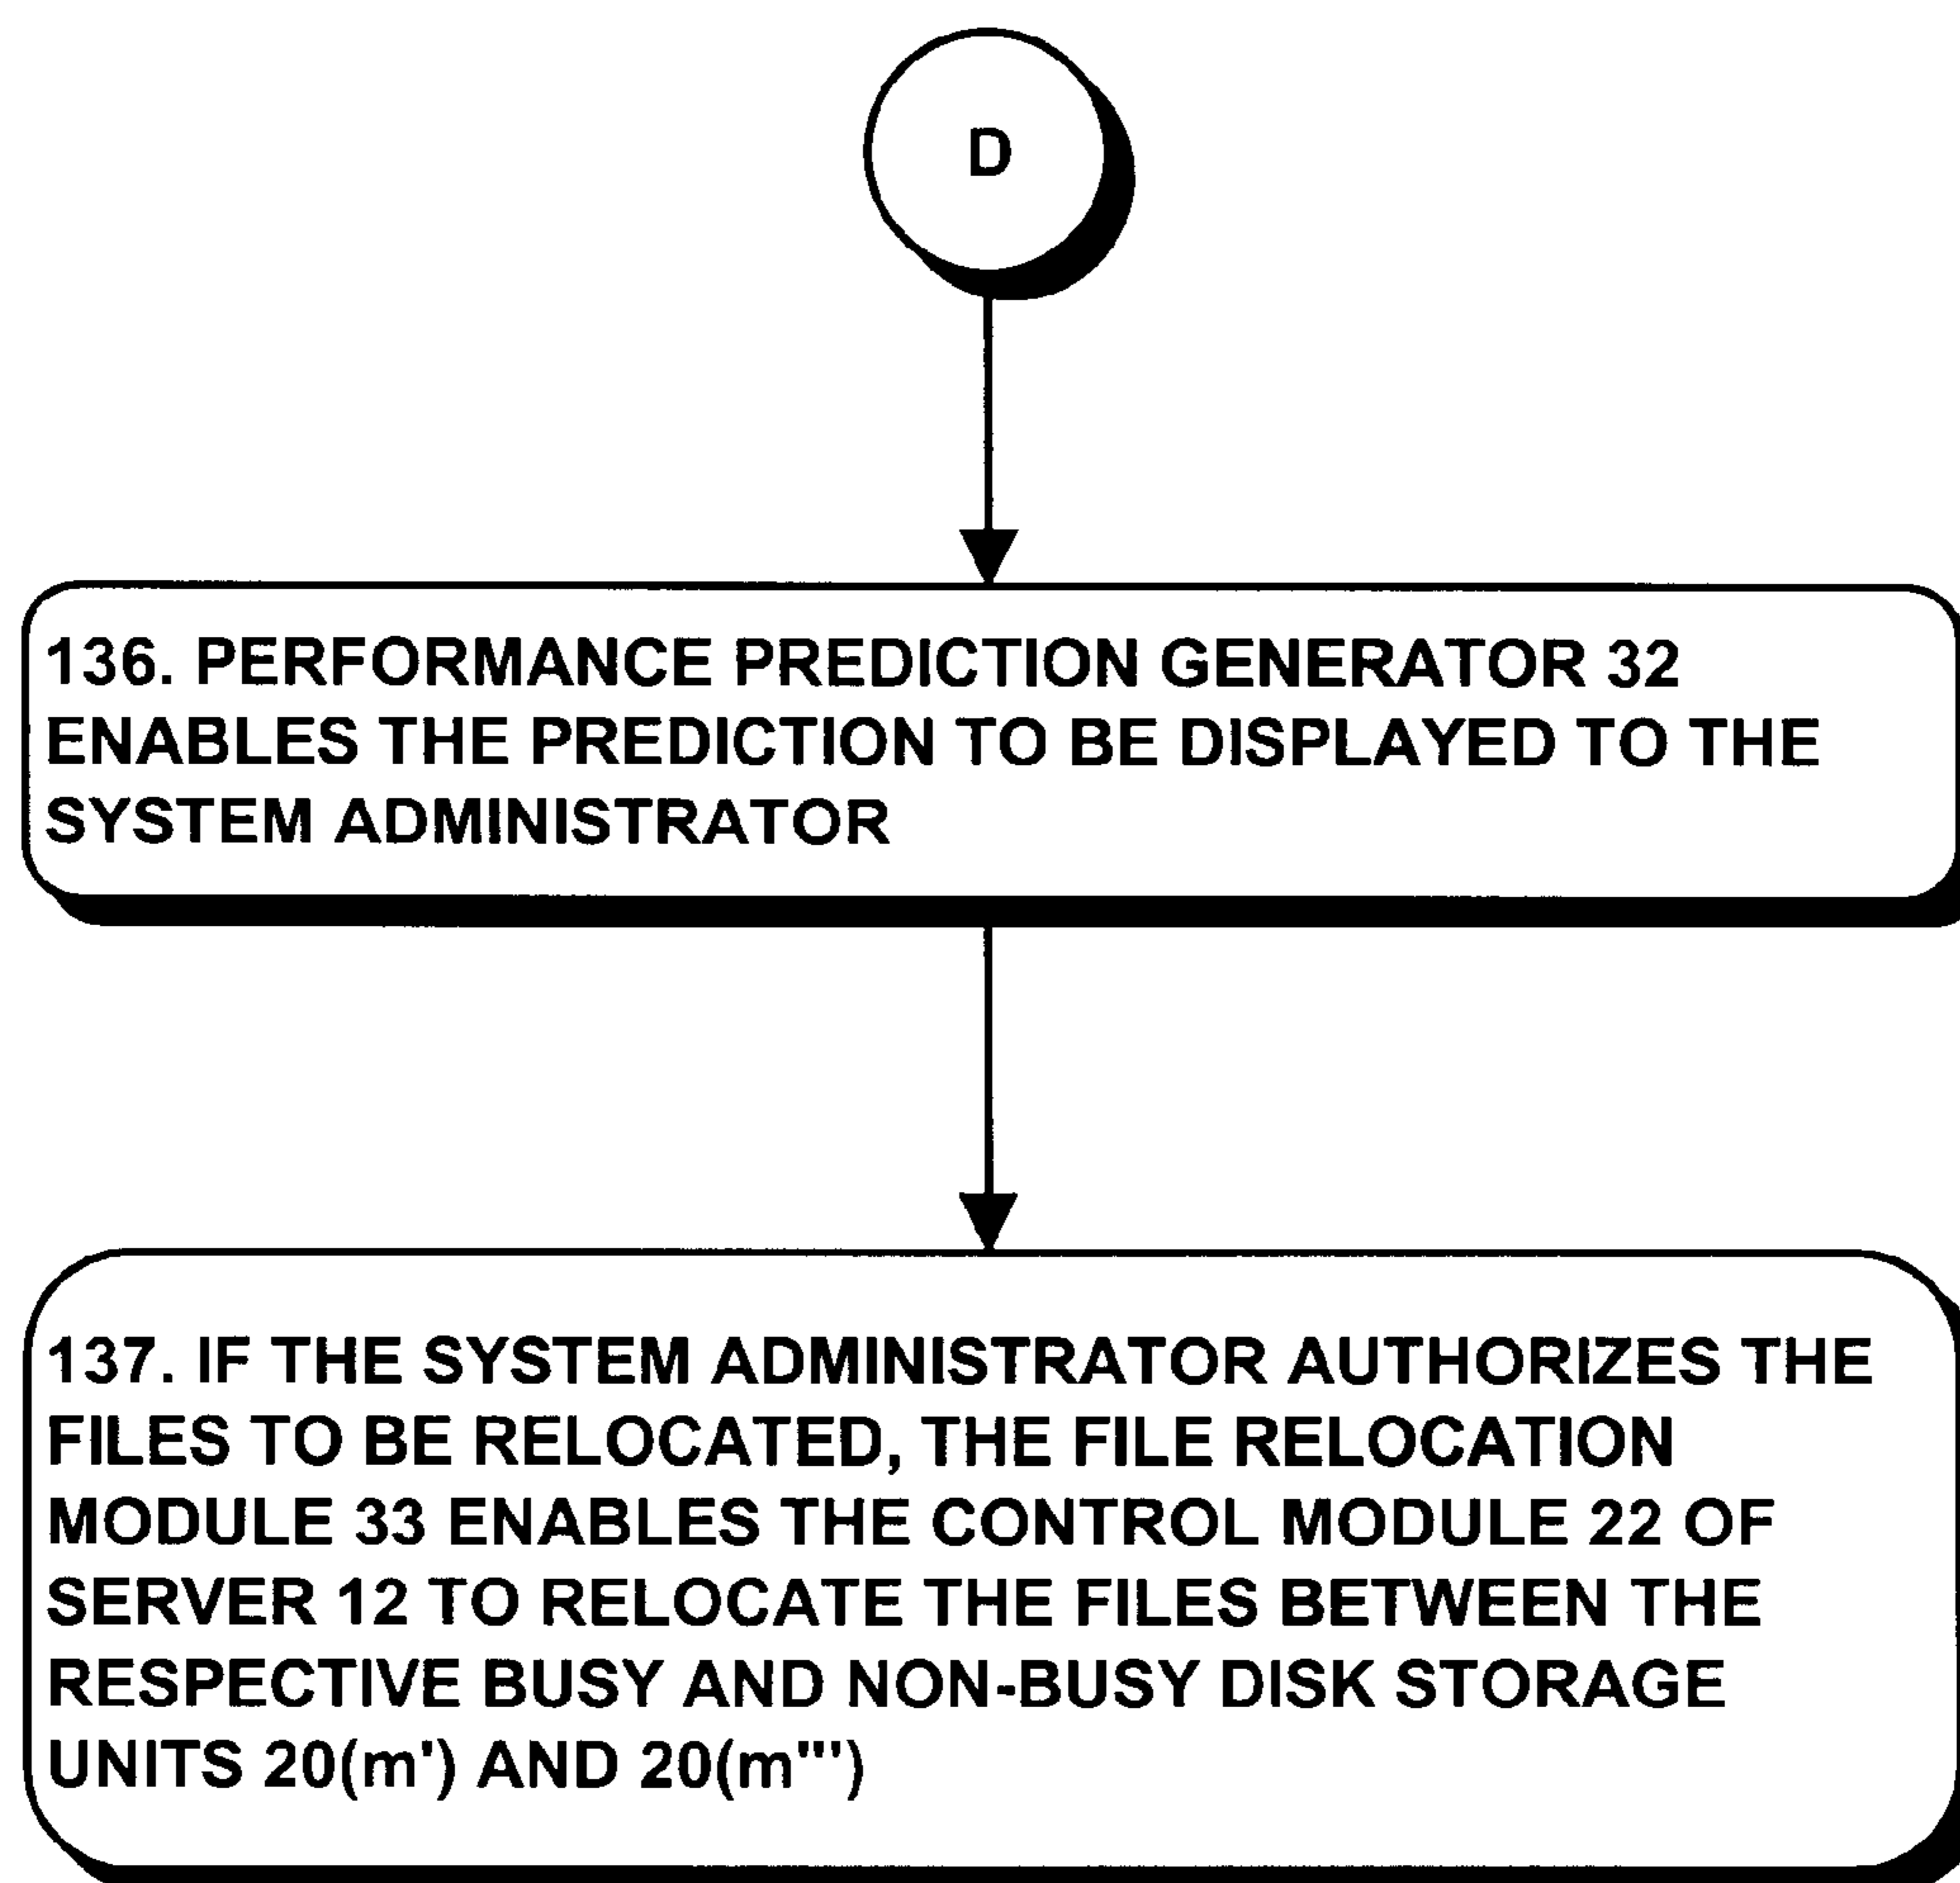 D
136. PERFORMANCE PREDICTION GENERATOR 32
ENABLES THE PREDICTION TO BE DISPLAYED TO THE
SYSTEM ADMINISTRATOR
137. IF THE SYSTEM ADMINISTRATOR AUTHORIZES THE
FILES TO BE RELOCATED, THE FILE RELOCATION
MODULE 33 ENABLES THE CONTROL MODULE 22 OF
SERVER 12 TO RELOCATE THE FILES BETWEEN THE
RESPECTIVE BUSY AND NON-BUSY DISK STORAGE
UNITS 20(m') AND 20(m"")